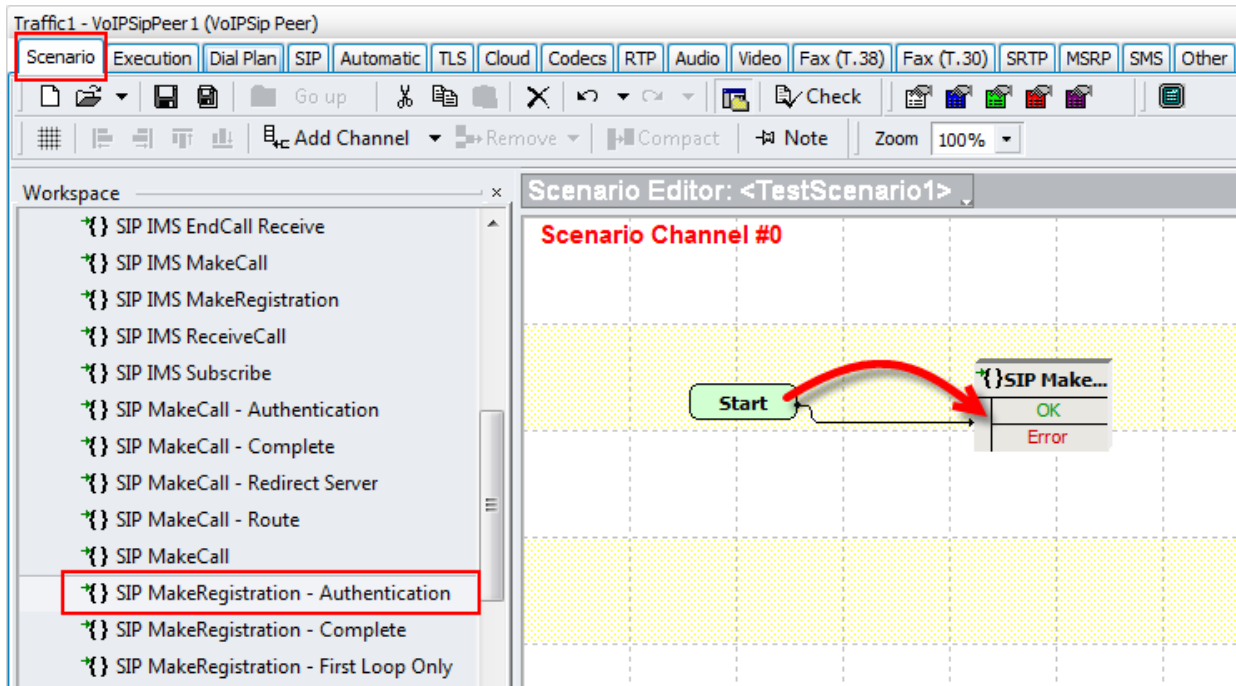 Traffic1 - VoIPSipPeer1 (VoIPSip Peer)
Scenario Execution Dial Plan SIP Automatic TLS Cloud Codecs RTP Audio Video Fax (T.38) Fax (T.30) SRTP MSRP SMS Other
Go up Check
Add Channel Remove Compact Note Zoom 100%
Workspace
Scenario Editor: <TestScenario1>
SIP IMS EndCall Receive
Scenario Channel #0
SIP IMS MakeCall
SIP IMS MakeRegistration
SIP IMS ReceiveCall
SIP IMS Subscribe
SIP MakeCall - Authentication
SIP MakeCall - Complete
SIP MakeCall - Redirect Server
SIP MakeCall - Route
SIP MakeCall
SIP MakeRegistration - Authentication
SIP MakeRegistration - Complete
SIP MakeRegistration - First Loop Only
Start
SIP Make...
OK
Error